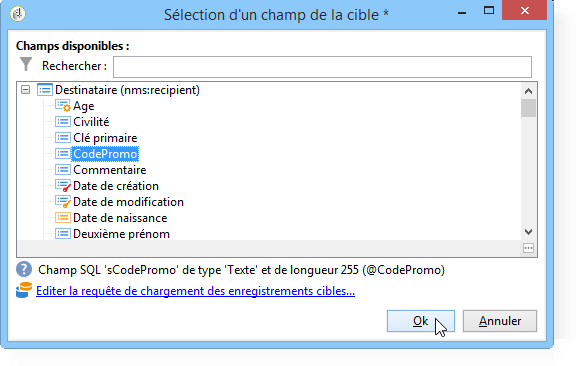 Sélection d'un champ de la cible *
Champs disponibles :
Rechercher :
Destinataire (nms:recipient)
Age
Civilité
Clé primaire
CodePromo
Commentaire
Date de création
Date de modification
Date de naissance
Deuxième prénom
Champ SQL 'sCodePromo' de type 'Texte' et de longueur 255 (@CodePromo)
Editer la requête de chargement des enregistrements cibles...
Ok Annuler